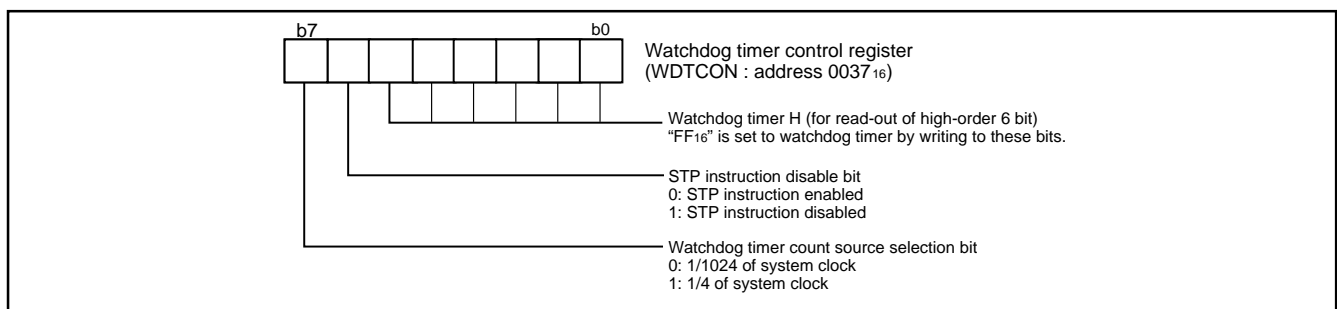 b7 b0
Watchdog timer control register
(WDTCON : address 0037₁₆)
Watchdog timer H (for read-out of high-order 6 bit)
“FF₁₆” is set to watchdog timer by writing to these bits.
STP instruction disable bit
0: STP instruction enabled
1: STP instruction disabled
Watchdog timer count source selection bit
0: 1/1024 of system clock
1: 1/4 of system clock